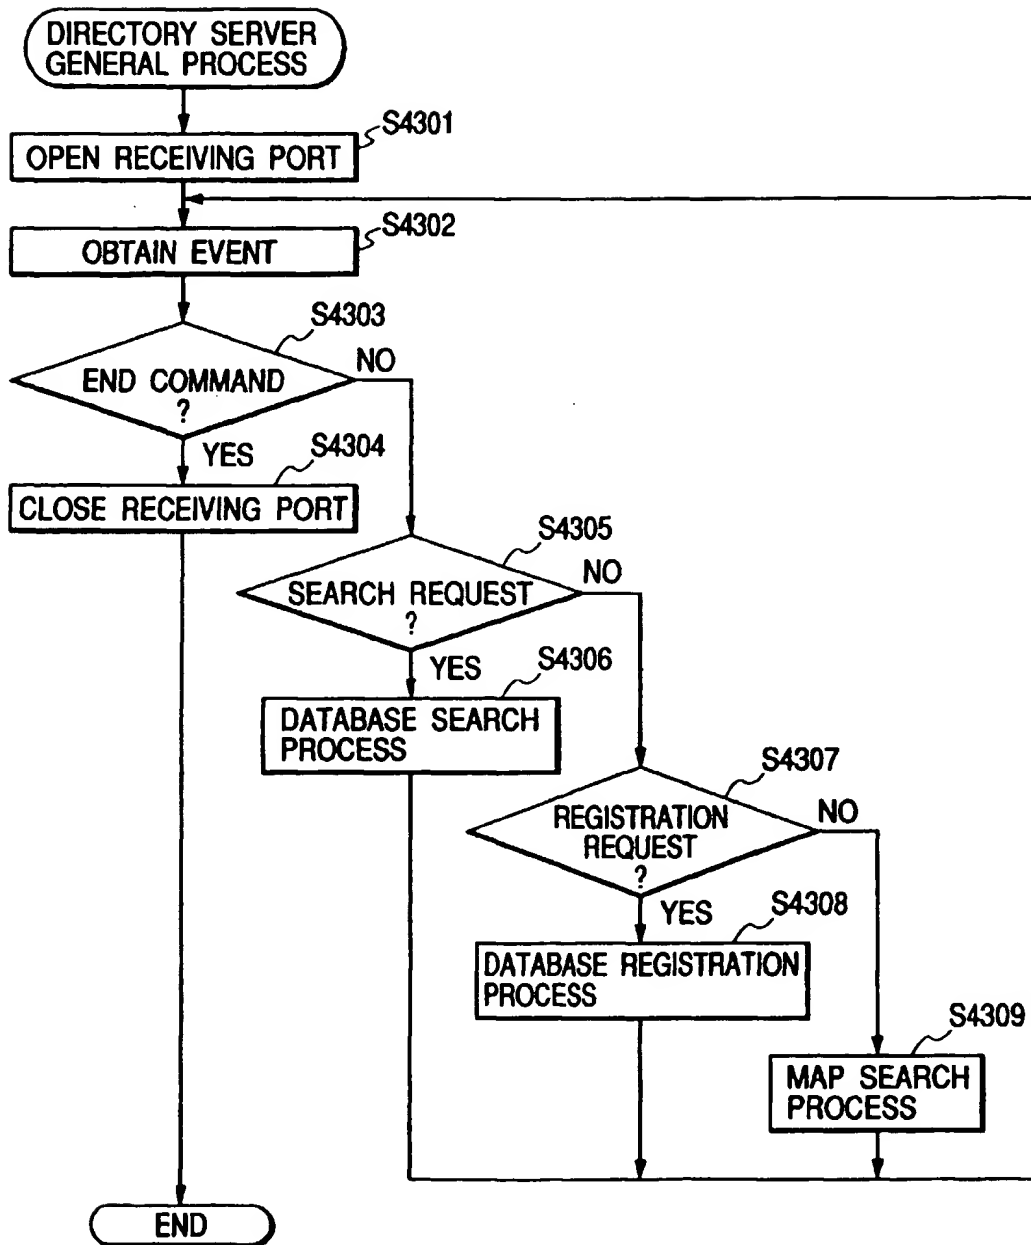 DIRECTORY SERVER
GENERAL PROCESS
S4301
OPEN RECEIVING PORT
S4302
OBTAIN EVENT
S4303
END COMMAND
?
NO
YES
S4304
CLOSE RECEIVING PORT
S4305
SEARCH REQUEST
?
NO
YES
S4306
DATABASE SEARCH
PROCESS
S4307
REGISTRATION
REQUEST
?
NO
YES
S4308
DATABASE REGISTRATION
PROCESS
S4309
MAP SEARCH
PROCESS
END